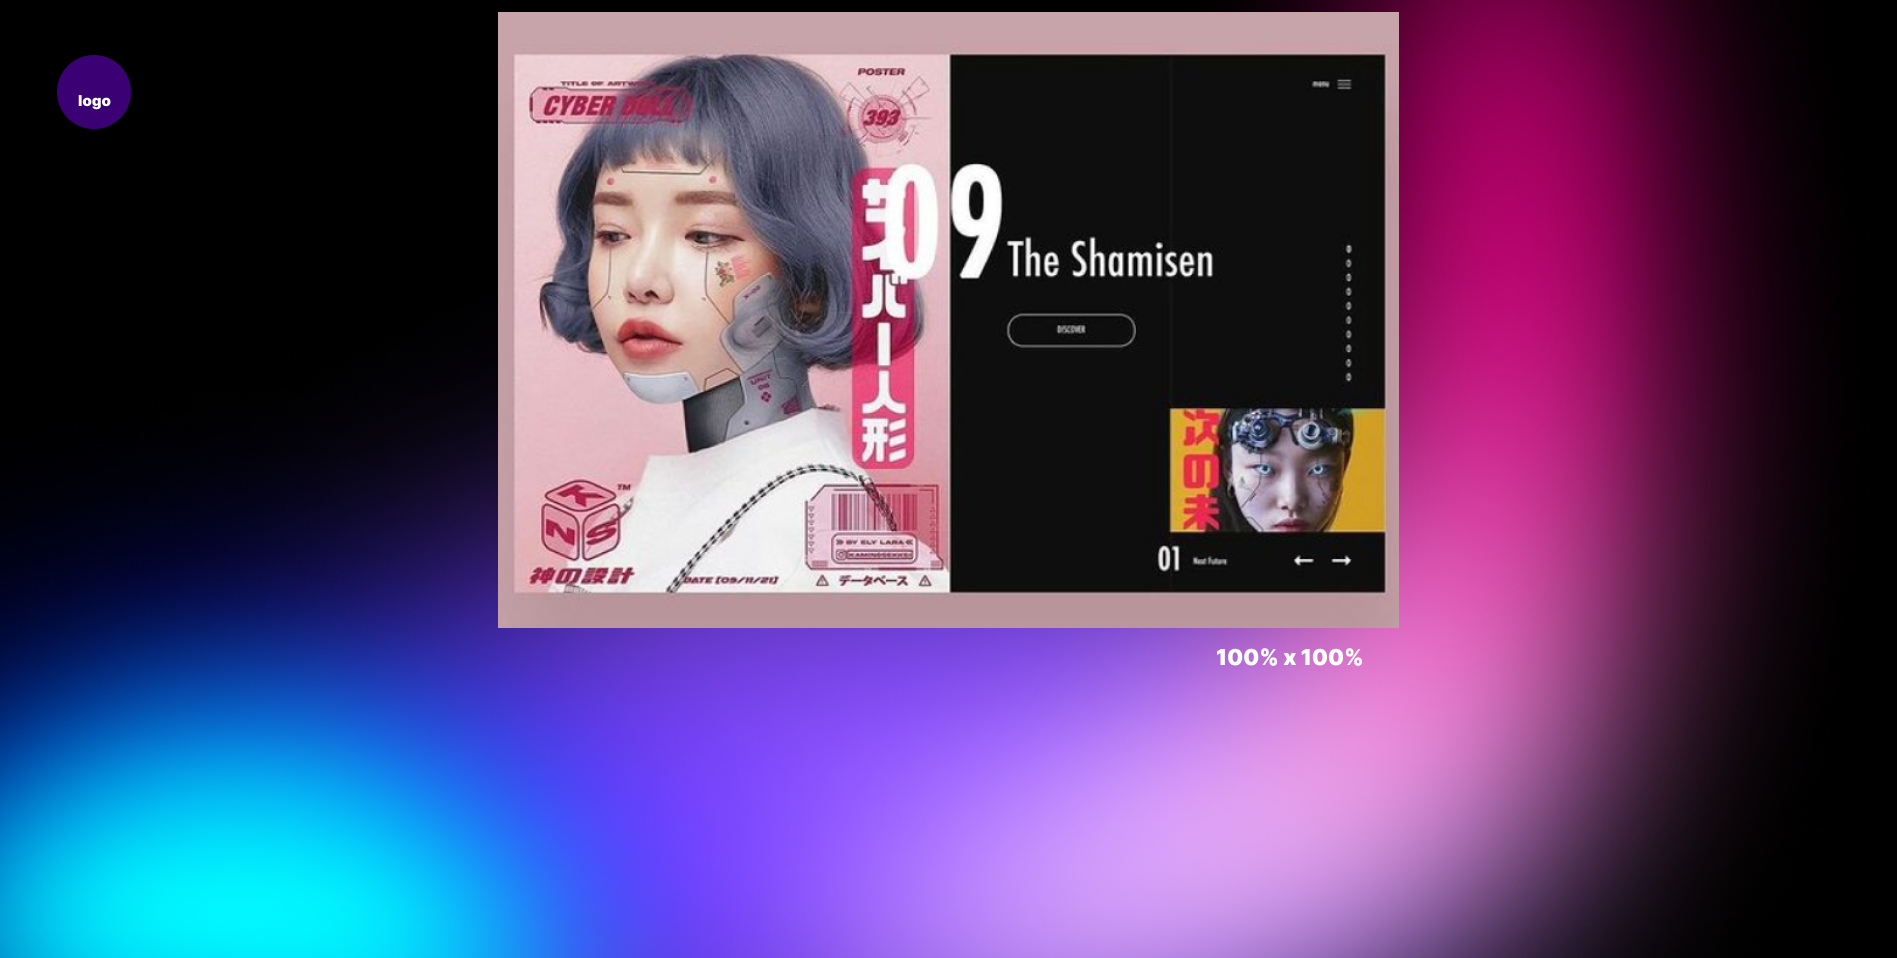 logo
TITLE OF ARTWORK
CYBER DOLL
POSTER
393
サイバー人形
menu
09
The Shamisen
DISCOVER
次の未
K
N
S
TM
神の設計
DATE [09/11/21]
BY ELY LARA
データベース
UNIT
06
01
Next Future
100% x 100%